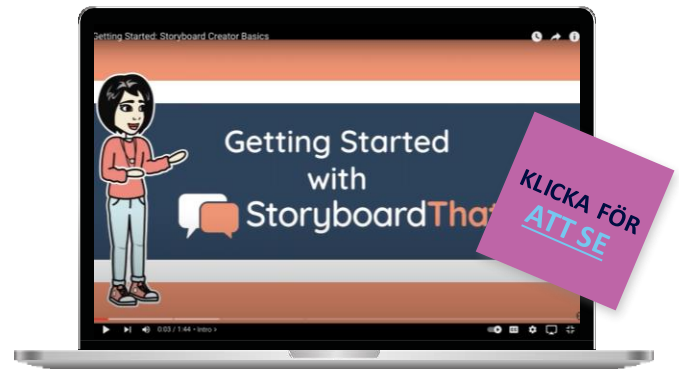 Getting Started: Storyboard Creator Basics
Getting Started
with
StoryboardThat
KLICKA FÖR
ATT SE
0:03 / 1:44 • Intro >